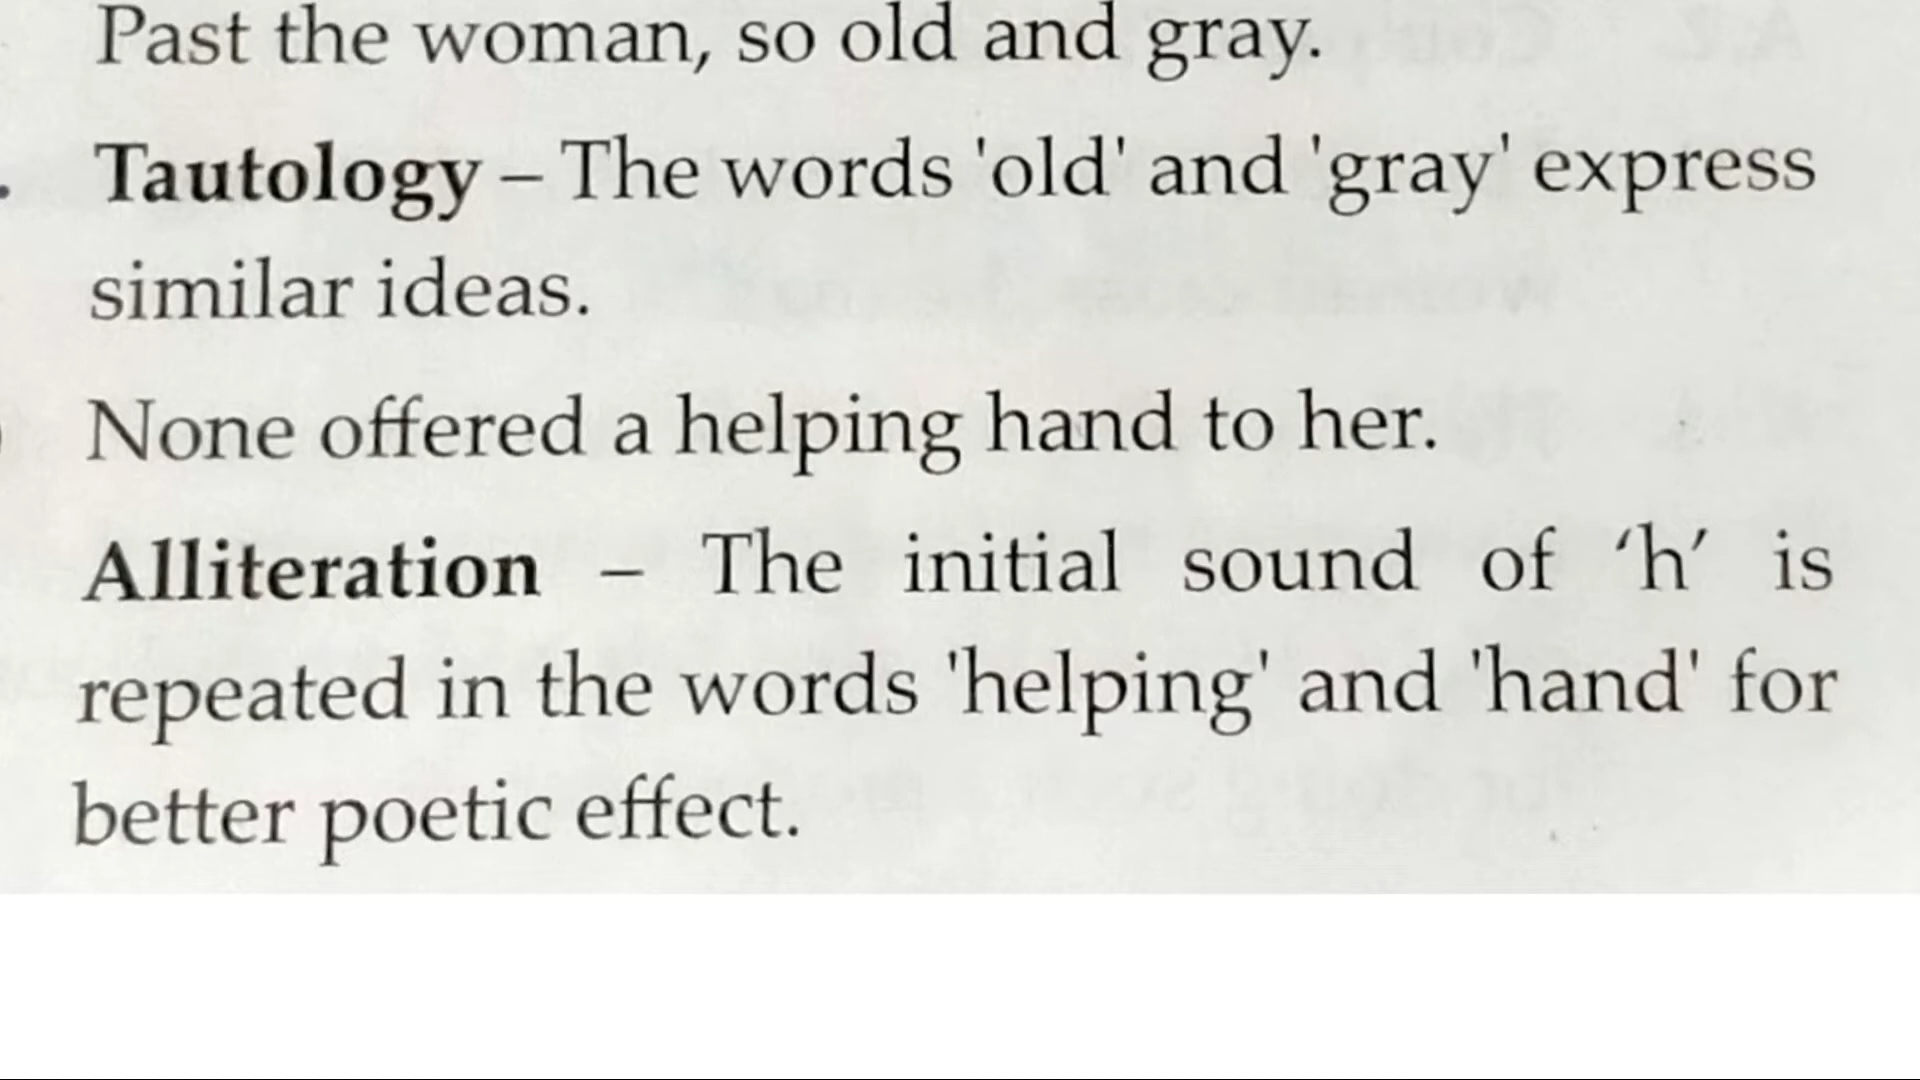 Past the woman, so old and gray.
Tautology – The words 'old' and 'gray' express
similar ideas.
None offered a helping hand to her.
Alliteration – The initial sound of ‘h’ is
repeated in the words 'helping' and 'hand' for
better poetic effect.